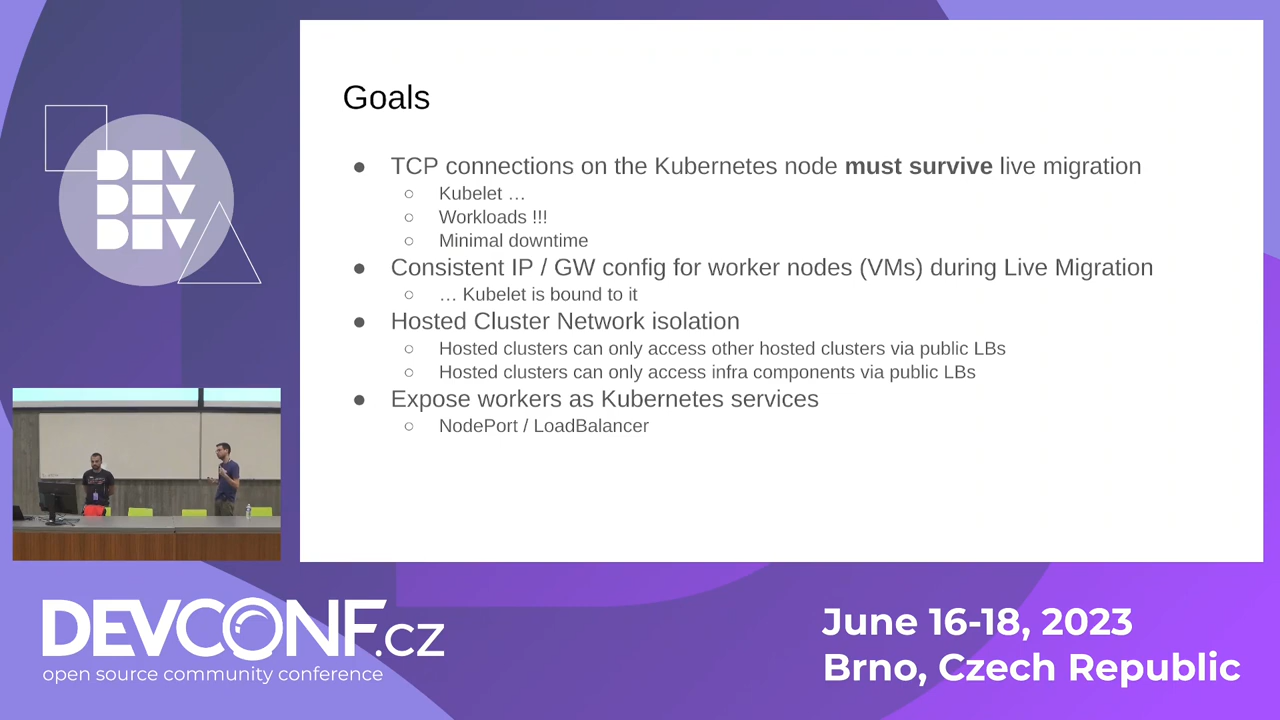 Goals
● TCP connections on the Kubernetes node must survive live migration
○ Kubelet …
○ Workloads !!!
○ Minimal downtime
● Consistent IP / GW config for worker nodes (VMs) during Live Migration
○ … Kubelet is bound to it
● Hosted Cluster Network isolation
○ Hosted clusters can only access other hosted clusters via public LBs
○ Hosted clusters can only access infra components via public LBs
● Expose workers as Kubernetes services
○ NodePort / LoadBalancer
DEV
DEV
DEV
DEVCONF.CZ
open source community conference
June 16-18, 2023
Brno, Czech Republic